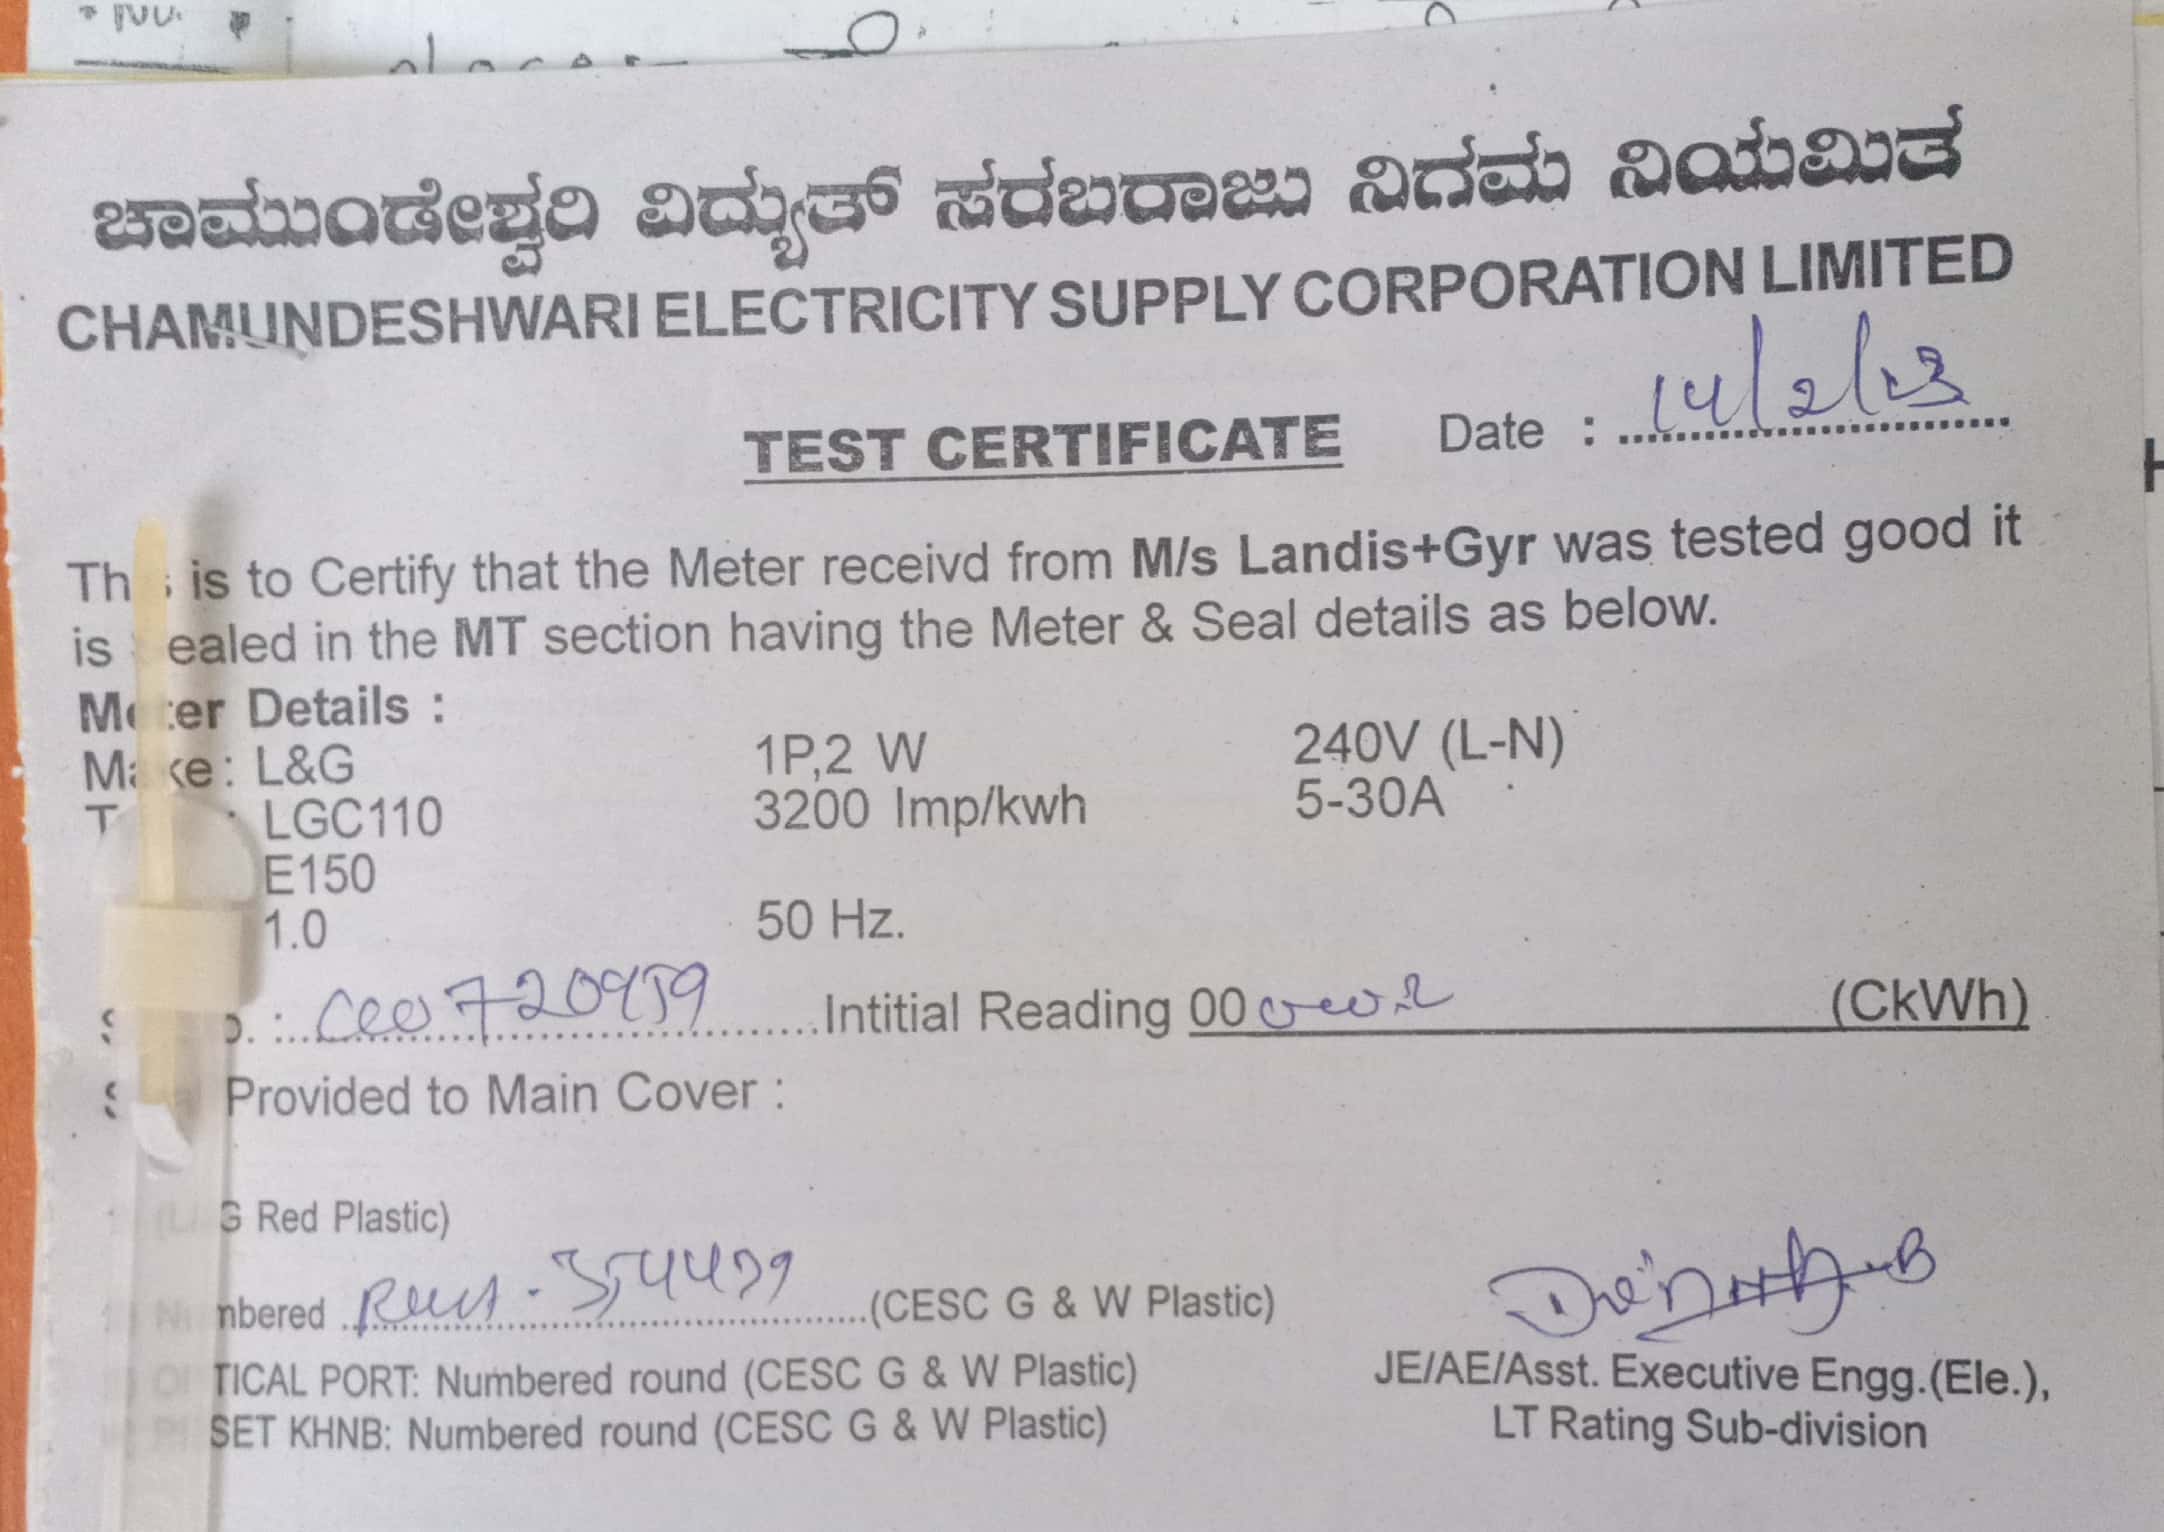 ಚಾಮುಂಡೇಶ್ವರಿ ವಿದ್ಯುತ್ ಸರಬರಾಜು ನಿಗಮ ನಿಯಮಿತ
CHAMUNDESHWARI ELECTRICITY SUPPLY CORPORATION LIMITED
TEST CERTIFICATE Date : 14/2/23
is to Certify that the Meter receivd from M/s Landis+Gyr was tested good it
is in the MT section having the Meter & Seal details as below.
Details :
L&G 1P,2 W 240V (L-N)
LGC110 3200 Imp/kwh 5-30A
E150
1.0 50 Hz.
Intitial Reading 00 (CkWh)
Provided to Main Cover :
G Red Plastic)
(CESC G & W Plastic)
PORT: Numbered round (CESC G & W Plastic)
SET KHNB: Numbered round (CESC G & W Plastic)
JE/AE/Asst. Executive Engg.(Ele.),
LT Rating Sub-division